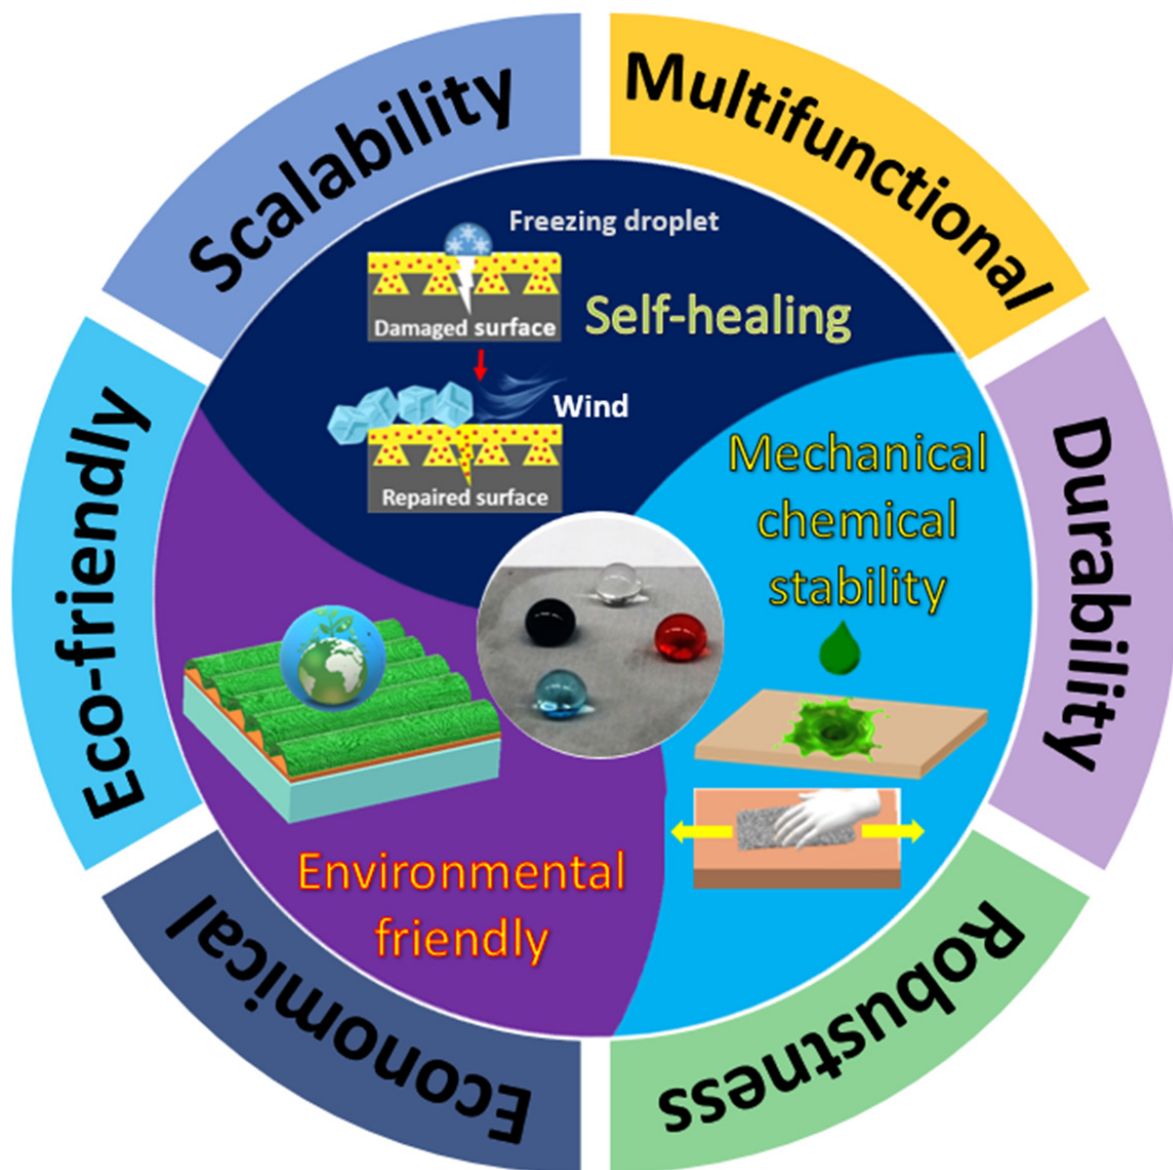 Scalability
Multifunctional
Durability
Robustness
Economical
Eco-friendly
Freezing droplet
Damaged surface
Self-healing
Wind
Repaired surface
Mechanical
chemical
stability
Environmental
friendly